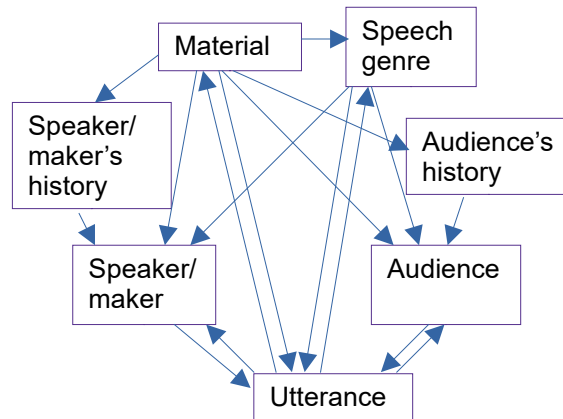 Material
Speech
genre
Speaker/
maker's
history
Audience’s
history
Speaker/
maker
Audience
Utterance